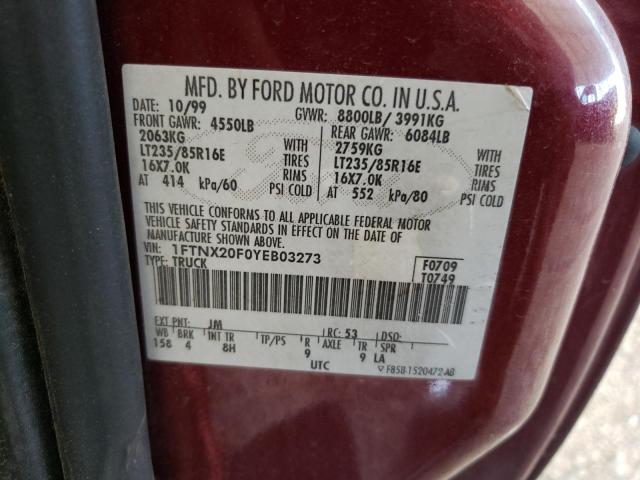 MFD. BY FORD MOTOR CO. IN U.S.A.
DATE: 10/99 GVWR: 8800LB/ 3991KG
FRONT GAWR: 4550LB REAR GAWR: 6084LB
2063KG WITH 2759KG WITH
LT235/85R16E TIRES LT235/85R16E TIRES
16X7.0K RIMS 16X7.0K RIMS
AT 414 kPa/60 PSI COLD AT 552 kPa/80 PSI COLD
THIS VEHICLE CONFORMS TO ALL APPLICABLE FEDERAL MOTOR
VEHICLE SAFETY STANDARDS IN EFFECT ON THE DATE OF
MANUFACTURE SHOWN ABOVE.
VIN: 1FTNX20F0YEB03273 F0709
TYPE: TRUCK T0749
EXT PNT: JM RC: 53 DSO:
WB BRK INT TR TP/PS R AXLE TR SPR
158 4 8H 9 9 LA
UTC
▽ F85B-1520472-AB